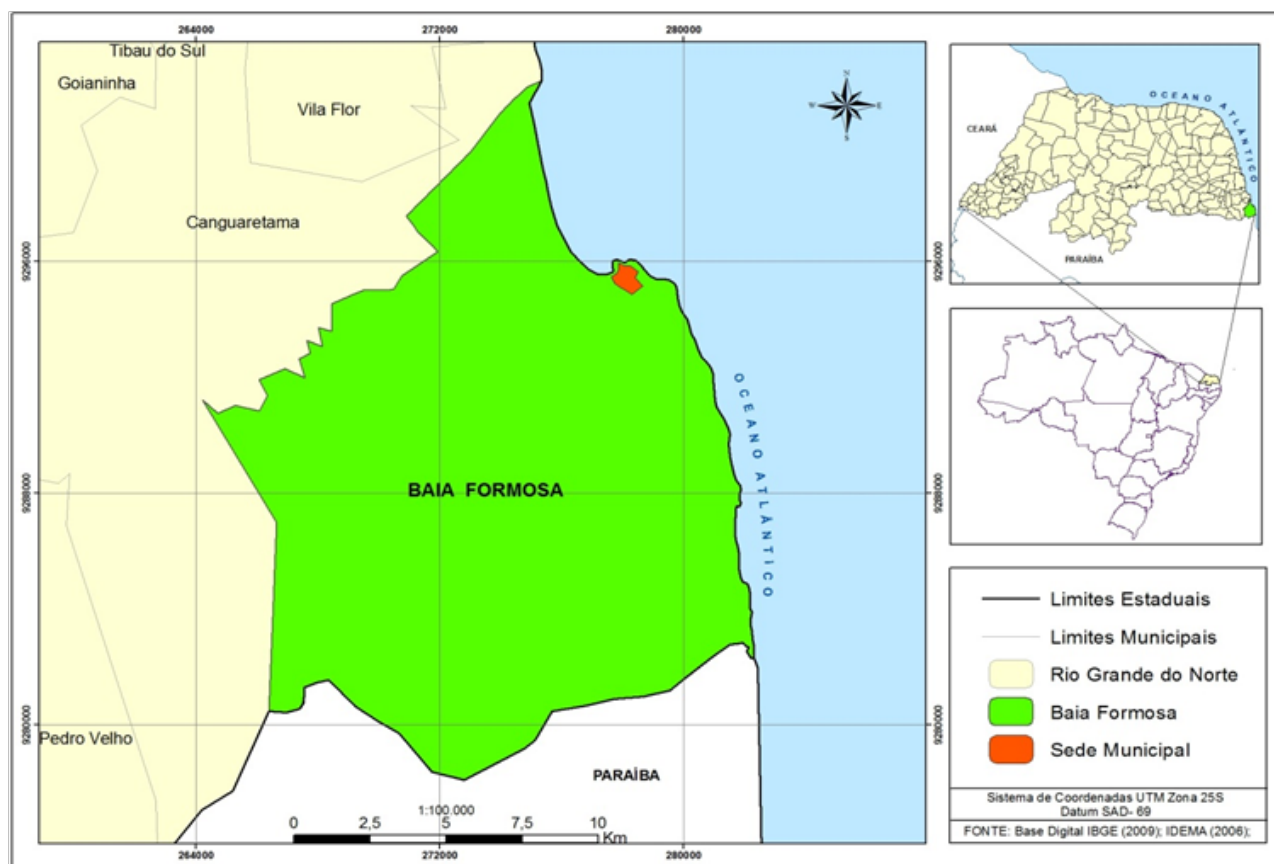 264000
272000
280000
Tibau do Sul
Goianinha
Vila Flor
N
W
E
S
Canguaretama
9296000
9296000
OCEANO ATLÂNTICO
BAIA FORMOSA
9288000
9288000
9280000
9280000
Pedro Velho
PARAÍBA
1:100.000
0 2,5 5 7,5 10
Km
264000
272000
280000
OCEANO ATLÂNTICO
CEARÁ
PARAÍBA
Limites Estaduais
Limites Municipais
Rio Grande do Norte
Baia Formosa
Sede Municipal
Sistema de Coordenadas UTM Zona 25S
Datum SAD- 69
FONTE: Base Digital IBGE (2009); IDEMA (2006);